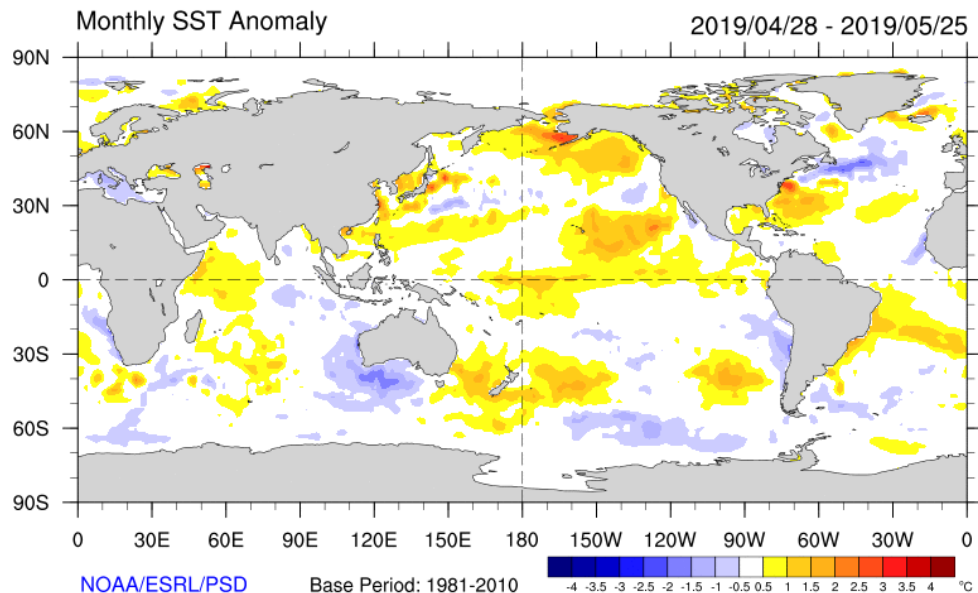 Monthly SST Anomaly 2019/04/28 - 2019/05/25
90N
60N
30N
0
30S
60S
90S
0 30E 60E 90E 120E 150E 180 150W 120W 90W 60W 30W 0
NOAA/ESRL/PSD Base Period: 1981-2010
-4 -3.5 -3 -2.5 -2 -1.5 -1 -0.5 0.5 1 1.5 2 2.5 3 3.5 4 °C